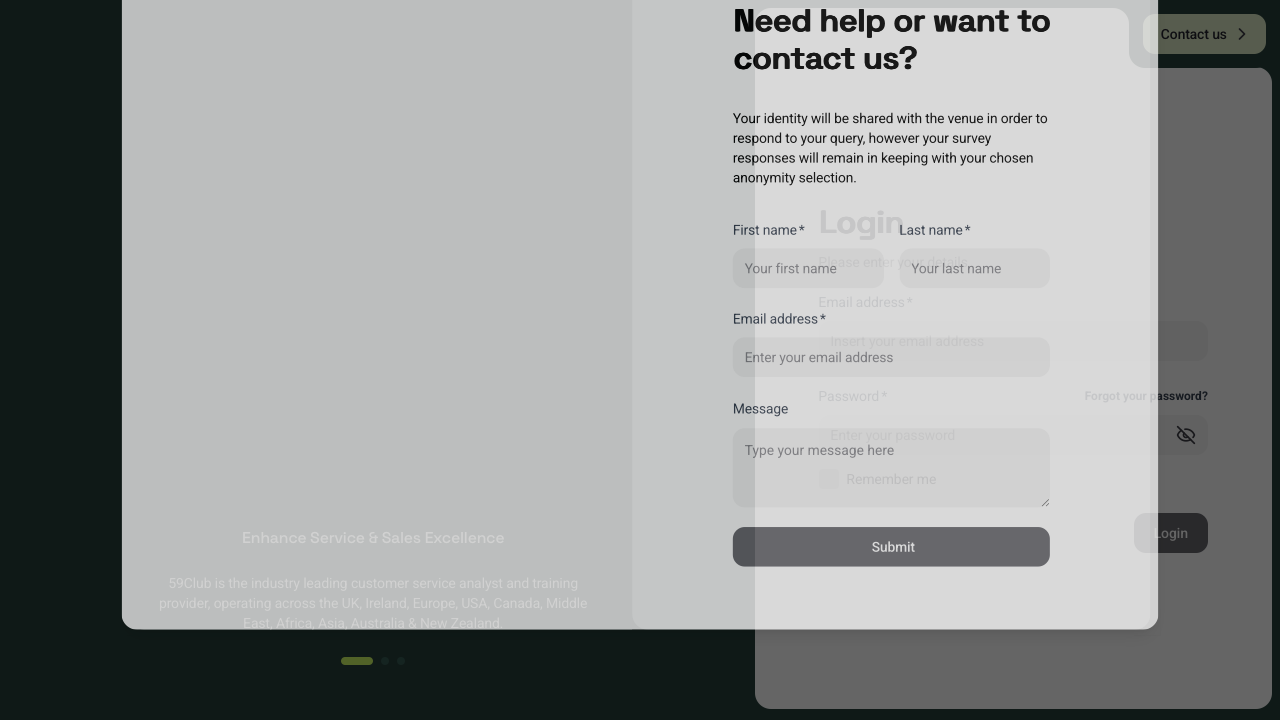 Need help or want to
contact us?
Contact us
Your identity will be shared with the venue in order to
respond to your query, however your survey
responses will remain in keeping with your chosen
anonymity selection.
Login
First name*
Last name*
Please enter your details
Your first name
Your last name
Email address*
Email address*
Insert your email address
Enter your email address
Password*
Forgot your password?
Message
Enter your password
Type your message here
Remember me
Submit
Login
Enhance Service & Sales Excellence
59Club is the industry leading customer service analyst and training
provider, operating across the UK, Ireland, Europe, USA, Canada, Middle
East, Africa, Asia, Australia & New Zealand.